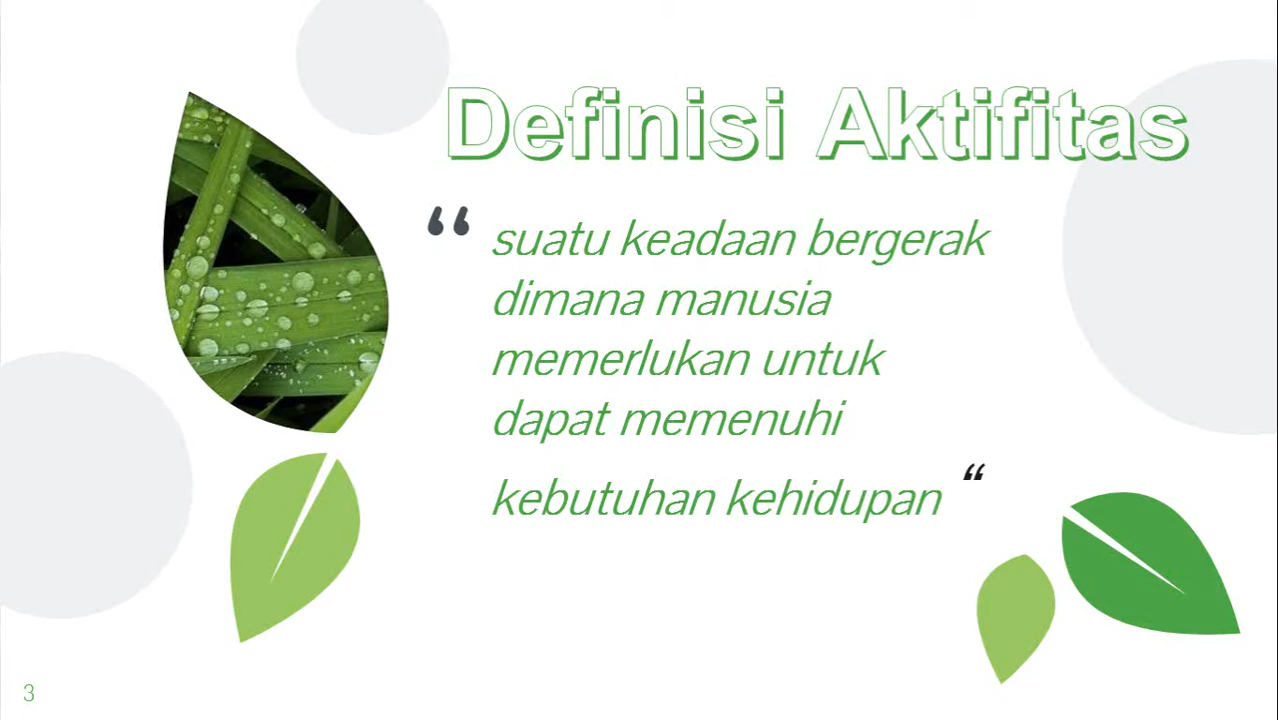 Definisi Aktifitas
“ suatu keadaan bergerak
dimana manusia
memerlukan untuk
dapat memenuhi
kebutuhan kehidupan “
3